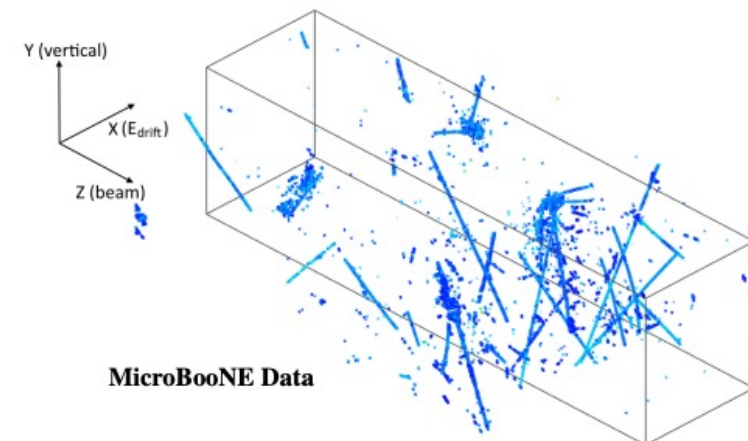 Y (vertical)
X (Edrift)
Z (beam)
MicroBooNE Data